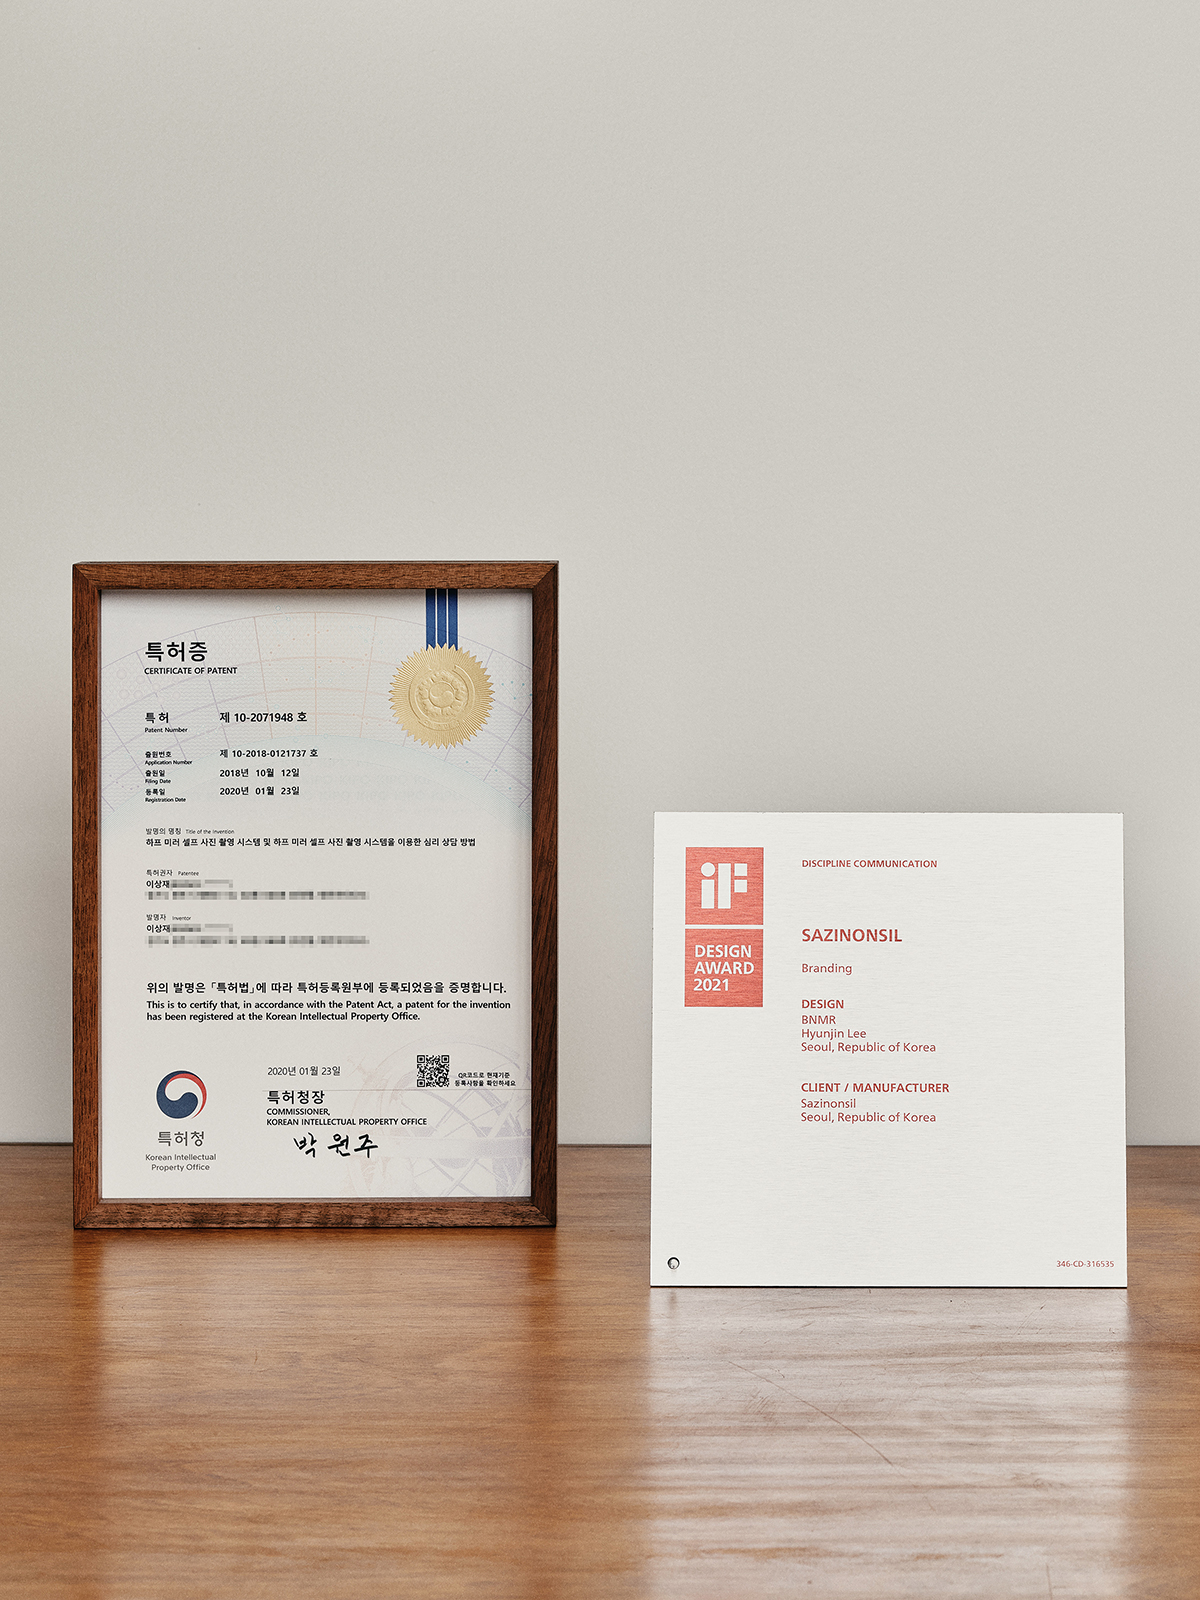 특허증
CERTIFICATE OF PATENT
특허 제 10-2071948 호
Patent Number
출원번호 제 10-2018-0121737 호
Application Number
출원일 2018년 10월 12일
Filing Date
등록일 2020년 01월 23일
Registration Date
발명의 명칭 Title of the Invention
하프 미러 셀프 사진 촬영 시스템 및 하프 미러 셀프 사진 촬영 시스템을 이용한 심리 상담 방법
특허권자 Patentee
이상재
발명자 Inventor
이상재
위의 발명은 「특허법」에 따라 특허등록원부에 등록되었음을 증명합니다.
This is to certify that, in accordance with the Patent Act, a patent for the invention
has been registered at the Korean Intellectual Property Office.
2020년 01월 23일
QR코드로 현재기준
등록사항을 확인하세요
특허청장
COMMISSIONER,
KOREAN INTELLECTUAL PROPERTY OFFICE
박원주
특허청
Korean Intellectual
Property Office
iF
DESIGN
AWARD
2021
DISCIPLINE COMMUNICATION
SAZINONSIL
Branding
DESIGN
BNMR
Hyunjin Lee
Seoul, Republic of Korea
CLIENT / MANUFACTURER
Sazinonsil
Seoul, Republic of Korea
346-CD-316535